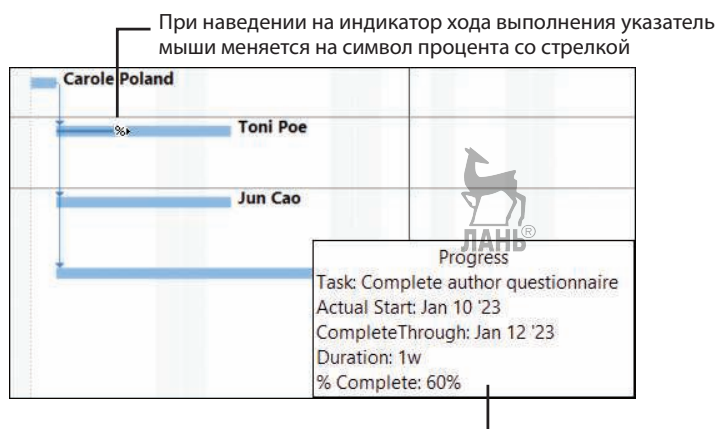 При наведении на индикатор хода выполнения указатель
мыши меняется на символ процента со стрелкой
Carole Poland
%
Toni Poe
Jun Cao
ЛАНЬ®
Progress
Task: Complete author questionnaire
Actual Start: Jan 10 '23
CompleteThrough: Jan 12 '23
Duration: 1w
% Complete: 60%